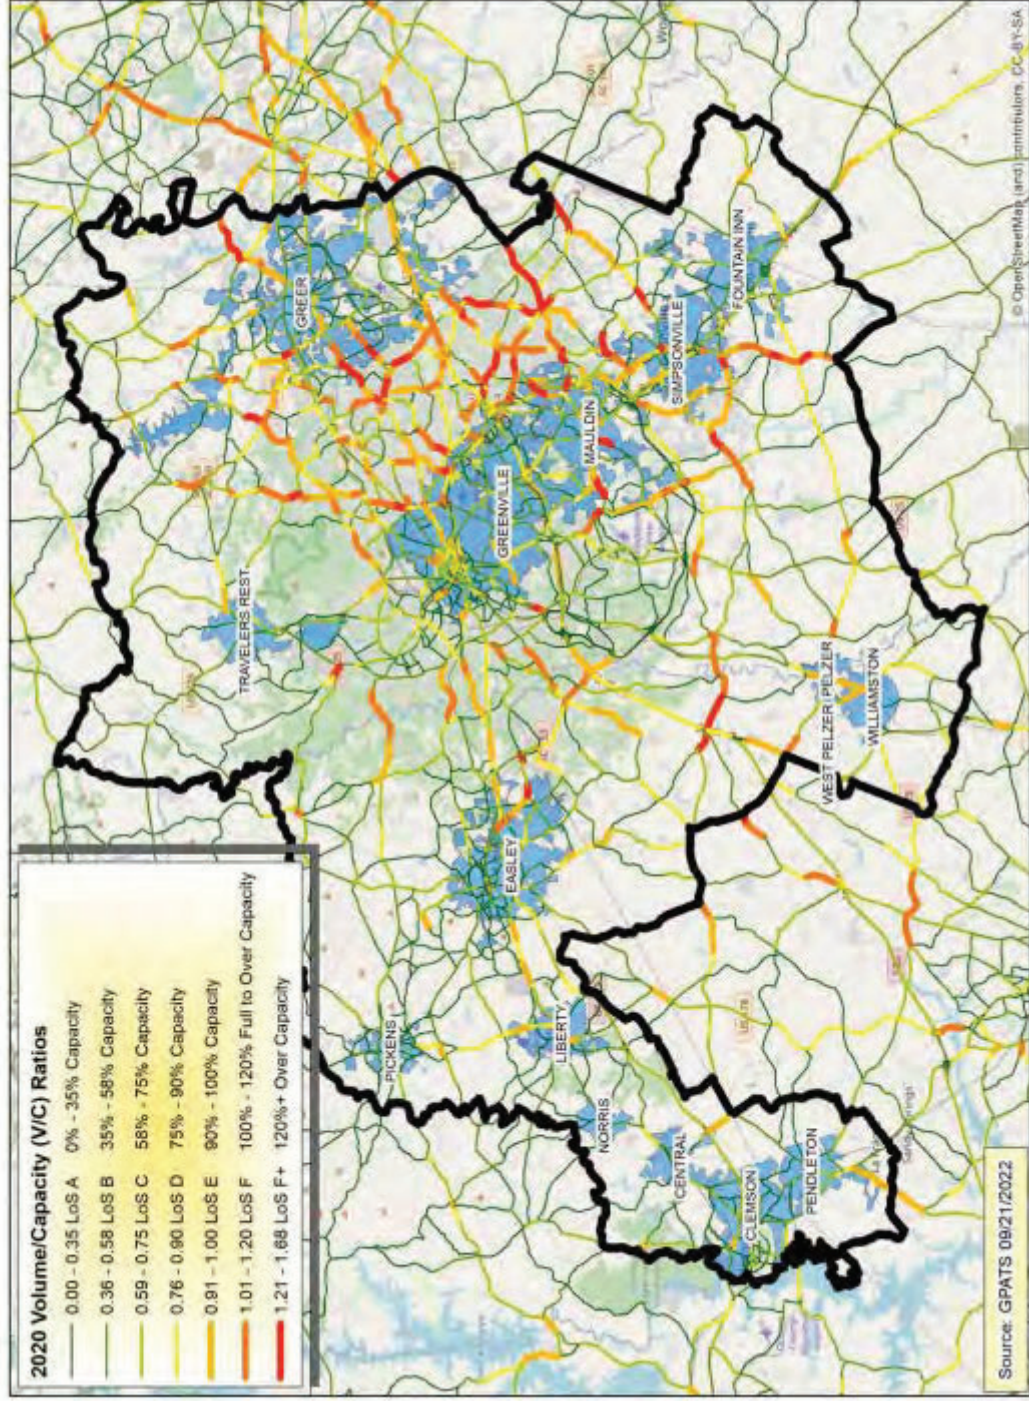 2020 Volume/Capacity (V/C) Ratios
0.00 - 0.35 LoS A 0% - 35% Capacity
0.36 - 0.58 LoS B 35% - 58% Capacity
0.59 - 0.75 LoS C 58% - 75% Capacity
0.76 - 0.90 LoS D 75% - 90% Capacity
0.91 - 1.00 LoS E 90% - 100% Capacity
1.01 - 1.20 LoS F 100% - 120% Full to Over Capacity
1.21 - 1.68 LoS F+ 120%+ Over Capacity
TRAVELERS REST
GREER
PICKENS
EASLEY
GREENVILLE
LIBERTY
MAULDIN
NORRIS
SIMPSONVILLE
CENTRAL
FOUNTAIN INN
CLEMSON
PENDLETON
WEST PELZER
PELZER
WILLIAMSTON
US 76
Source: GPATS 09/21/2022
© OpenStreetMap (and) contributors, CC-BY-SA